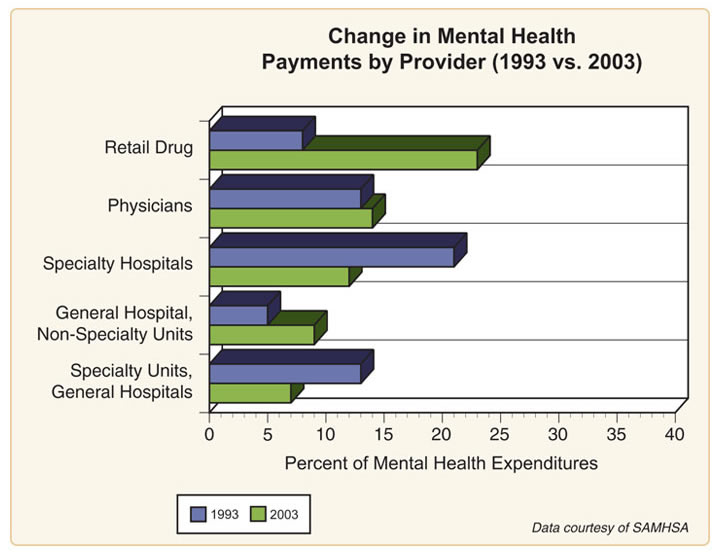 Change in Mental Health
Payments by Provider (1993 vs. 2003)
Retail Drug
Physicians
Specialty Hospitals
General Hospital,
Non-Specialty Units
Specialty Units,
General Hospitals
0 5 10 15 20 25 30 35 40
Percent of Mental Health Expenditures
1993 2003
Data courtesy of SAMHSA